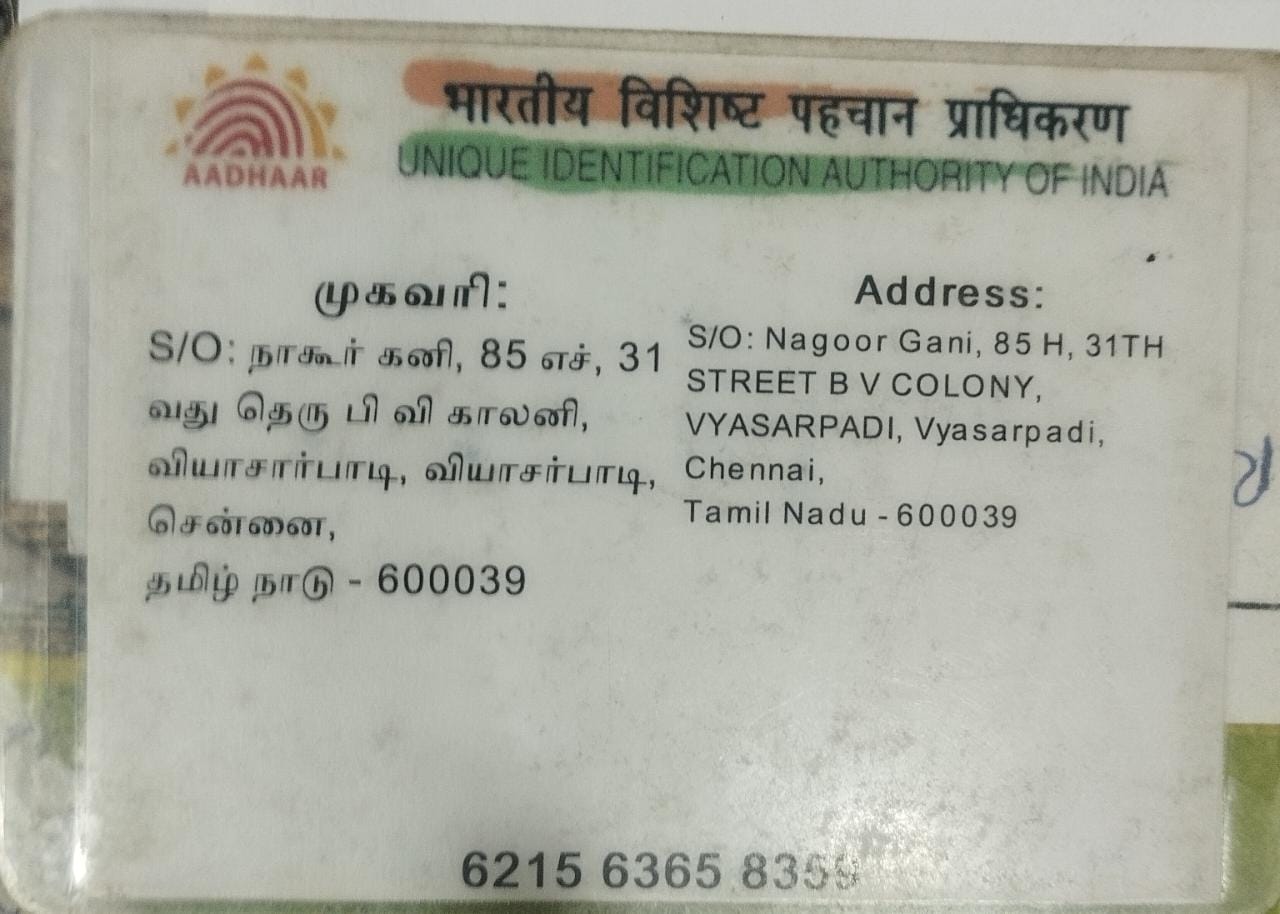 AADHAAR
भारतीय विशिष्ट पहचान प्राधिकरण
UNIQUE IDENTIFICATION AUTHORITY OF INDIA
முகவரி:
S/O: நாகூர் கனி, 85 எச், 31
வது தெரு பி வி காலனி,
வியாசார்பாடி, வியாசர்பாடி,
சென்னை,
தமிழ் நாடு - 600039
Address:
S/O: Nagoor Gani, 85 H, 31TH
STREET B V COLONY,
VYASARPADI, Vyasarpadi,
Chennai,
Tamil Nadu - 600039
6215 6365